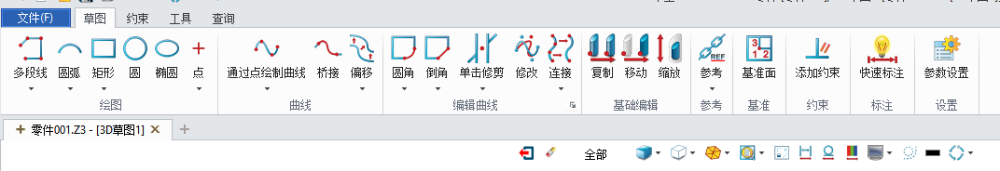 文件(F) 草图 约束 工具 查询
多段线 圆弧 矩形 圆 椭圆 点 通过点绘制曲线 桥接 偏移 圆角 倒角 单击修剪 修改 连接 复制 移动 缩放 参考 基准面 添加约束 快速标注 参数设置
绘图 曲线 编辑曲线 基础编辑 参考 基准 约束 标注 设置
零件001.Z3 - [3D草图1]
全部